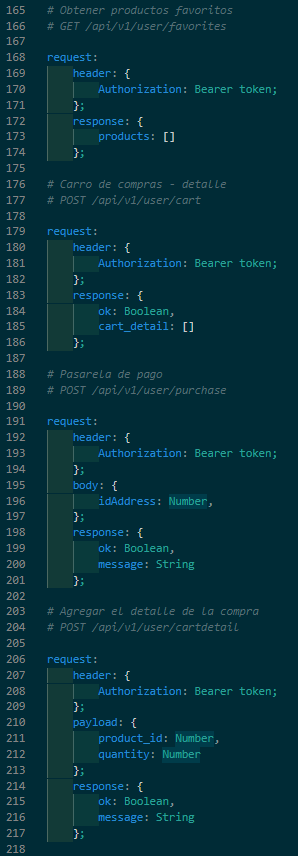 165 # Obtener productos favoritos
166 # GET /api/v1/user/favorites
167
168 request:
169 header: {
170 Authorization: Bearer token;
171 };
172 response: {
173 products: []
174 };
175
176 # Carro de compras - detalle
177 # POST /api/v1/user/cart
178
179 request:
180 header: {
181 Authorization: Bearer token;
182 };
183 response: {
184 ok: Boolean,
185 cart_detail: []
186 };
187
188 # Pasarela de pago
189 # POST /api/v1/user/purchase
190
191 request:
192 header: {
193 Authorization: Bearer token;
194 };
195 body: {
196 idAddress: Number,
197 };
198 response: {
199 ok: Boolean,
200 message: String
201 };
202
203 # Agregar el detalle de la compra
204 # POST /api/v1/user/cartdetail
205
206 request:
207 header: {
208 Authorization: Bearer token;
209 };
210 payload: {
211 product_id: Number,
212 quantity: Number
213 };
214 response: {
215 ok: Boolean,
216 message: String
217 };
218